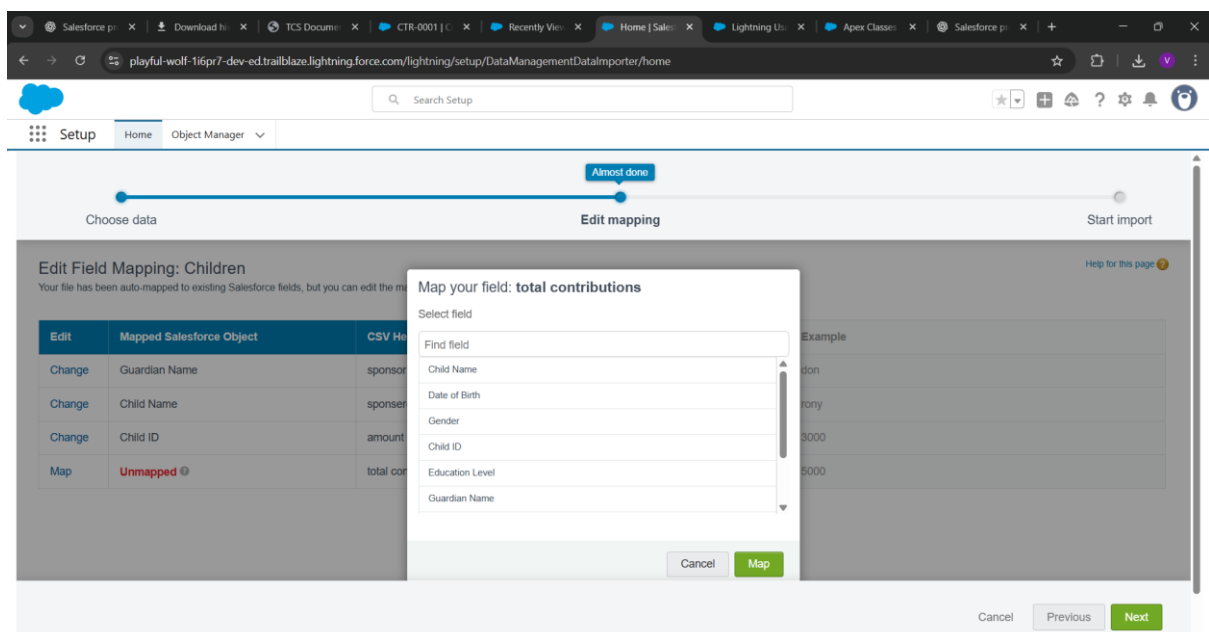 Salesforce pr
Download hi
TCS Documer
CTR-0001 | C
Recently View
Home | Sales
Lightning Usa
Apex Classes
Salesforce pr
playful-wolf-1i6pr7-dev-ed.trailblaze.lightning.force.com/lightning/setup/DataManagementDataImporter/home
V
Search Setup
Setup Home Object Manager
Almost done
Choose data Edit mapping Start import
Edit Field Mapping: Children
Help for this page
Your file has been auto-mapped to existing Salesforce fields, but you can edit the m
Edit Mapped Salesforce Object CSV He Example
Change Guardian Name sponsor don
Change Child Name sponser rony
Change Child ID amount 3000
Map Unmapped total con 5000
Map your field: total contributions
Select field
Find field
Child Name
Date of Birth
Gender
Child ID
Education Level
Guardian Name
Cancel Map
Cancel Previous Next